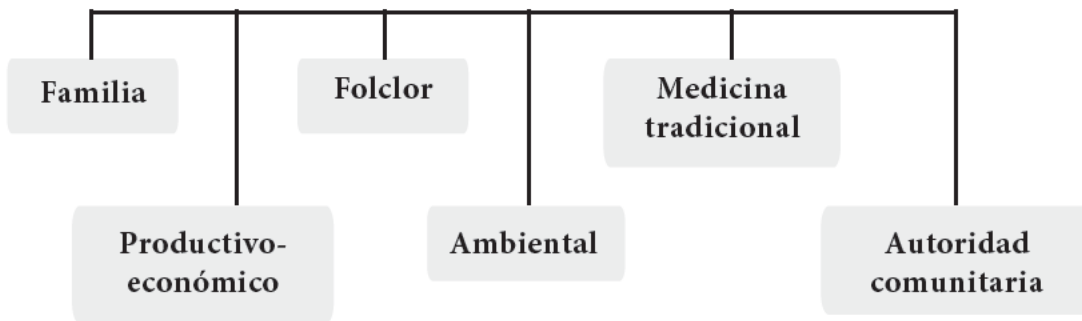 Familia
Folclor
Medicina
tradicional
Productivo-
económico
Ambiental
Autoridad
comunitaria